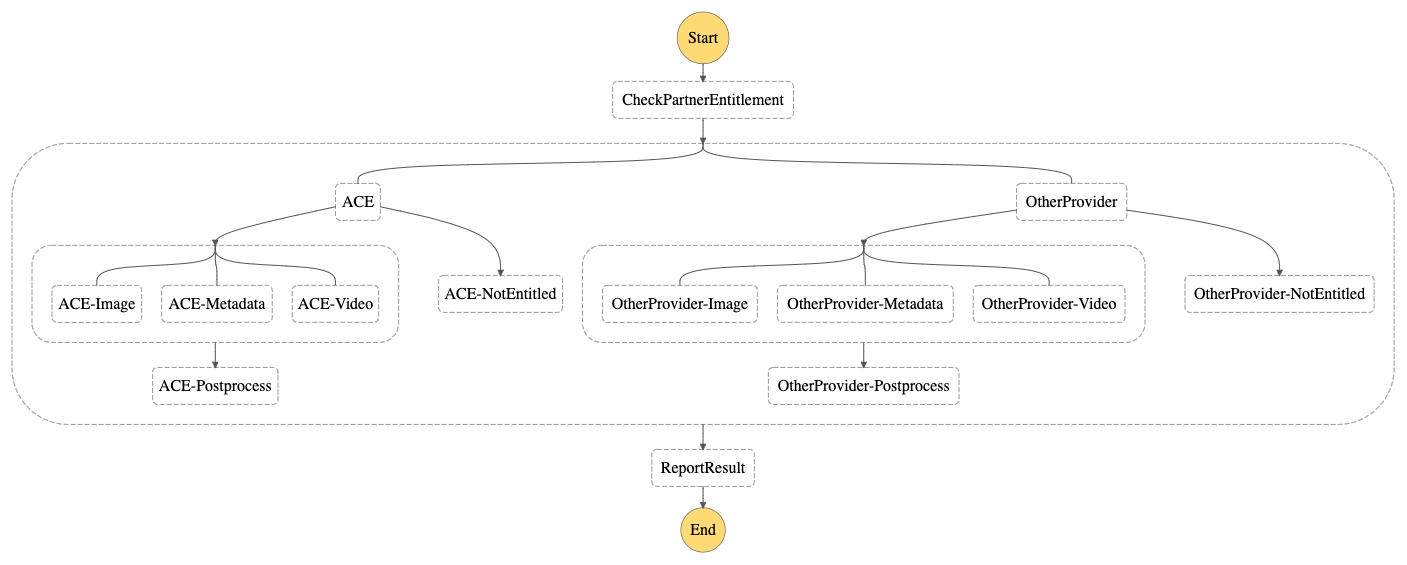 Start
CheckPartnerEntitlement
ACE
OtherProvider
ACE-Image
ACE-Metadata
ACE-Video
ACE-NotEntitled
OtherProvider-Image
OtherProvider-Metadata
OtherProvider-Video
OtherProvider-NotEntitled
ACE-Postprocess
OtherProvider-Postprocess
ReportResult
End